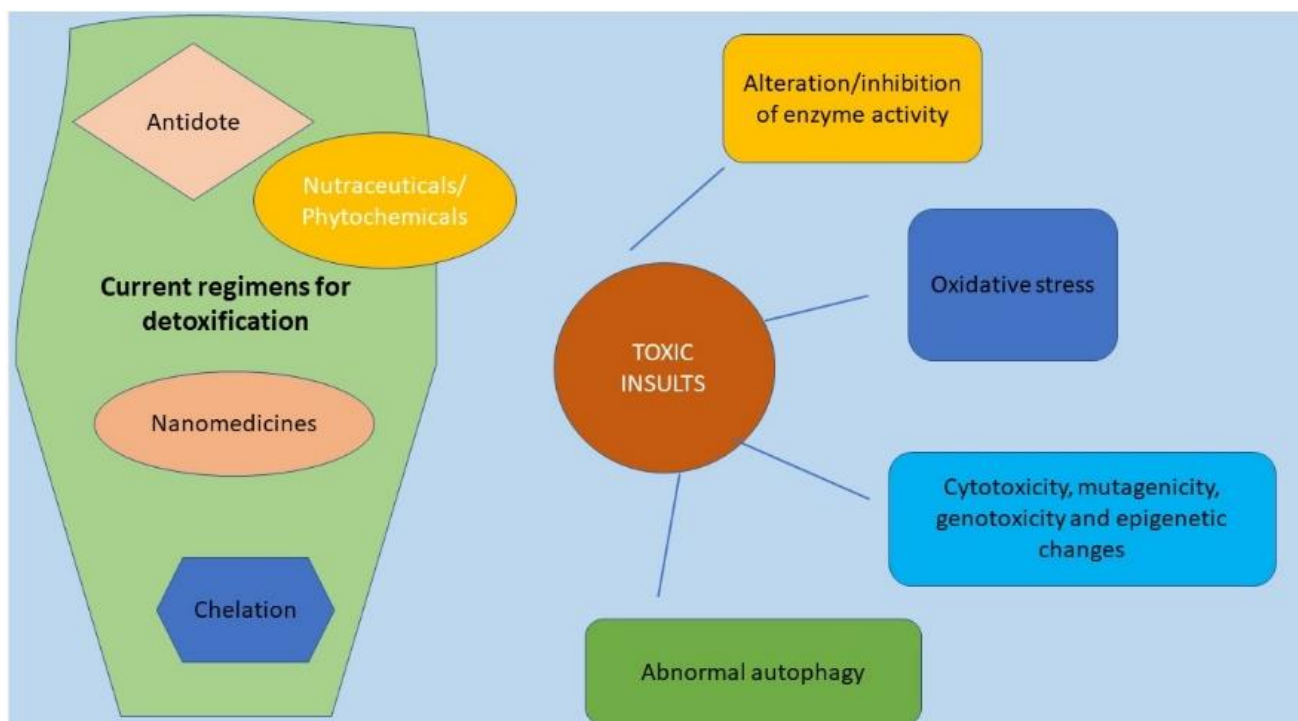 Antidote
Nutraceuticals/
Phytochemicals
Current regimens for
detoxification
Nanomedicines
Chelation
Alteration/inhibition
of enzyme activity
Oxidative stress
TOXIC
INSULTS
Cytotoxicity, mutagenicity,
genotoxicity and epigenetic
changes
Abnormal autophagy